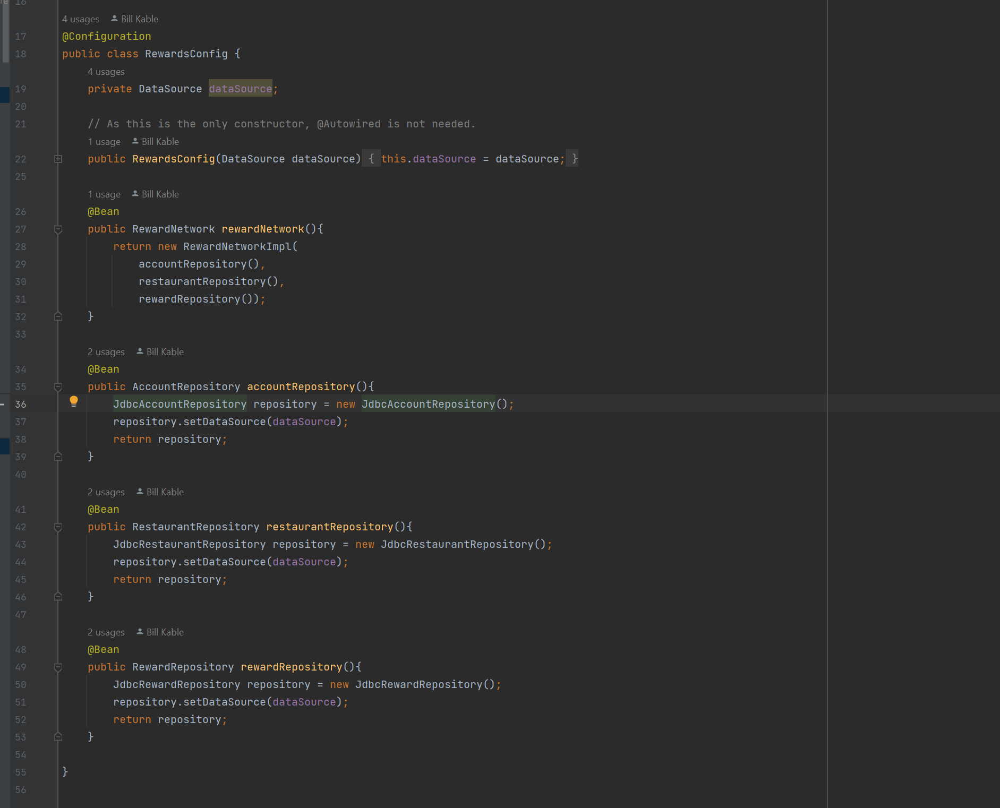 16
4 usages Bill Kable
17 @Configuration
18 public class RewardsConfig {
4 usages
19 private DataSource dataSource;
20
21 // As this is the only constructor, @Autowired is not needed.
1 usage Bill Kable
22 public RewardsConfig(DataSource dataSource) { this.dataSource = dataSource; }
25
1 usage Bill Kable
26 @Bean
27 public RewardNetwork rewardNetwork(){
28 return new RewardNetworkImpl(
29 accountRepository(),
30 restaurantRepository(),
31 rewardRepository());
32 }
33
2 usages Bill Kable
34 @Bean
35 public AccountRepository accountRepository(){
36 JdbcAccountRepository repository = new JdbcAccountRepository();
37 repository.setDataSource(dataSource);
38 return repository;
39 }
40
2 usages Bill Kable
41 @Bean
42 public RestaurantRepository restaurantRepository(){
43 JdbcRestaurantRepository repository = new JdbcRestaurantRepository();
44 repository.setDataSource(dataSource);
45 return repository;
46 }
47
2 usages Bill Kable
48 @Bean
49 public RewardRepository rewardRepository(){
50 JdbcRewardRepository repository = new JdbcRewardRepository();
51 repository.setDataSource(dataSource);
52 return repository;
53 }
54
55 }
56